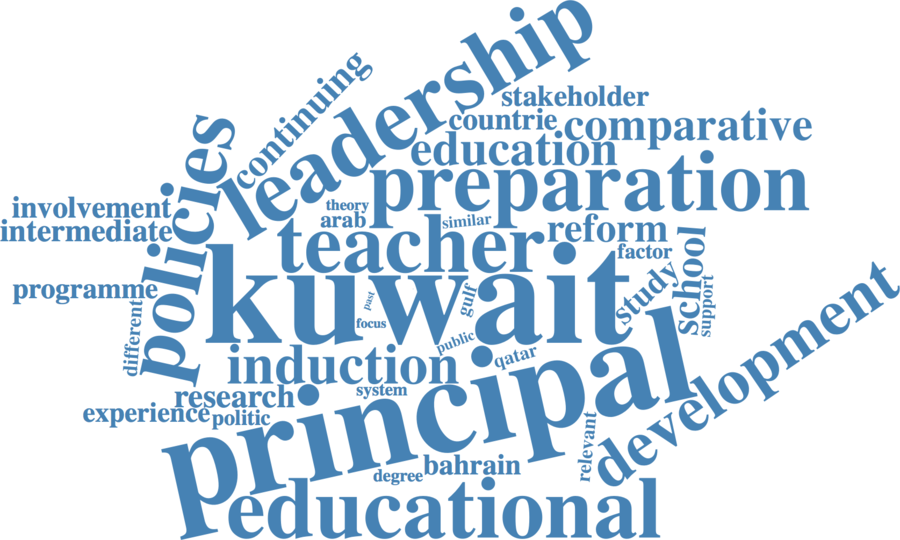 leadership
continuing
stakeholder
countrie
comparative
policies
education
preparation
involvement
theory
intermediate
arab
similar
reform
teacher
factor
school
kuwait
study
support
programme
different
past
gulf
focus
public
qatar
induction
principal
development
system
research
experience
politic
relevant
bahrain
degree
educational